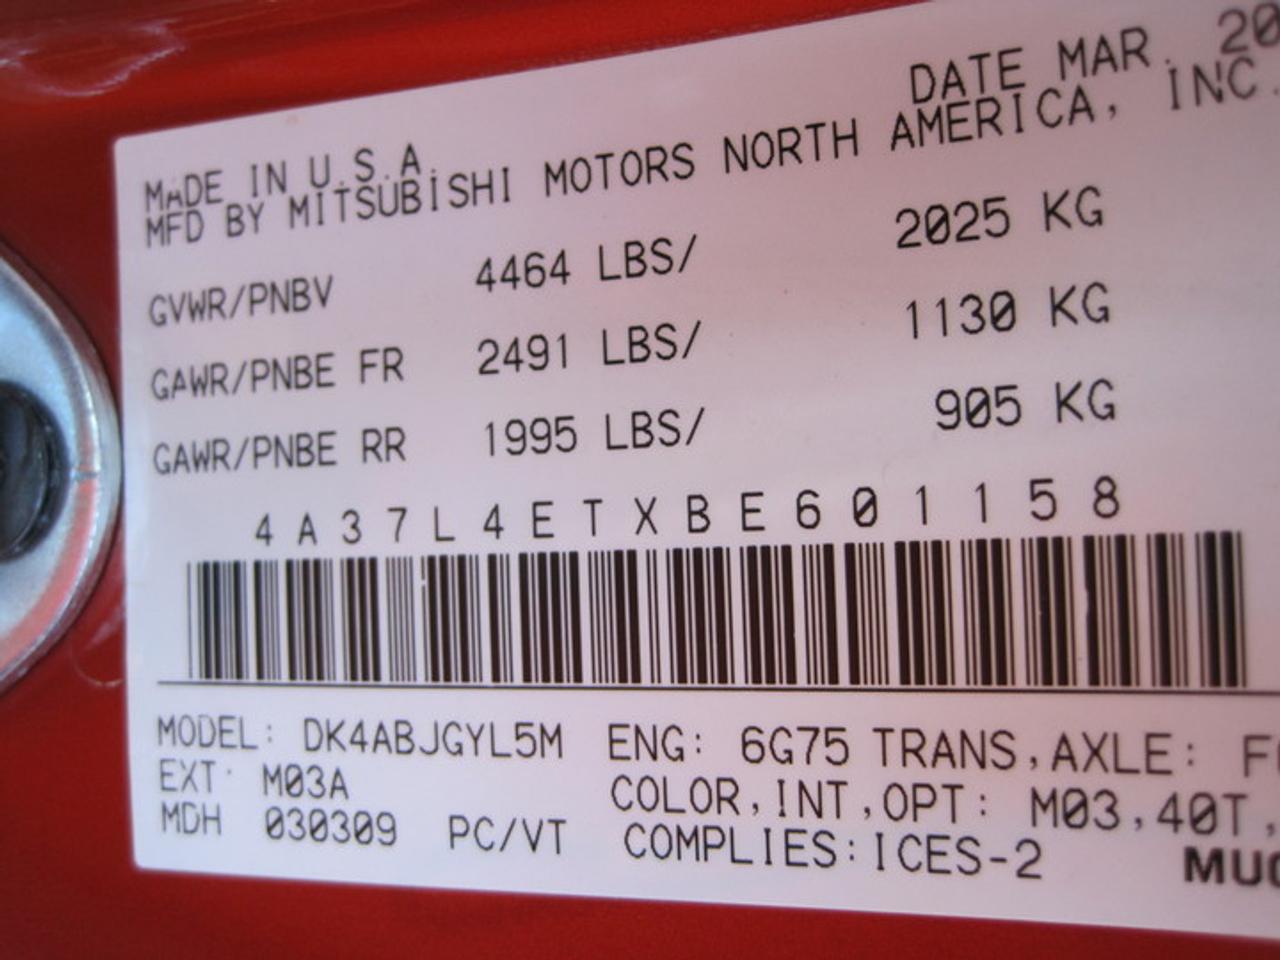 DATE MAR. 20
MADE IN U.S.A.
MFD BY MITSUBISHI MOTORS NORTH AMERICA, INC.
GVWR/PNBV 4464 LBS/ 2025 KG
GAWR/PNBE FR 2491 LBS/ 1130 KG
GAWR/PNBE RR 1995 LBS/ 905 KG
4A37L4ETXBE601158
MODEL: DK4ABJGYL5M ENG: 6G75 TRANS,AXLE:
EXT M03A COLOR,INT,OPT: M03,40T,
MDH 030309 PC/VT COMPLIES:ICES-2